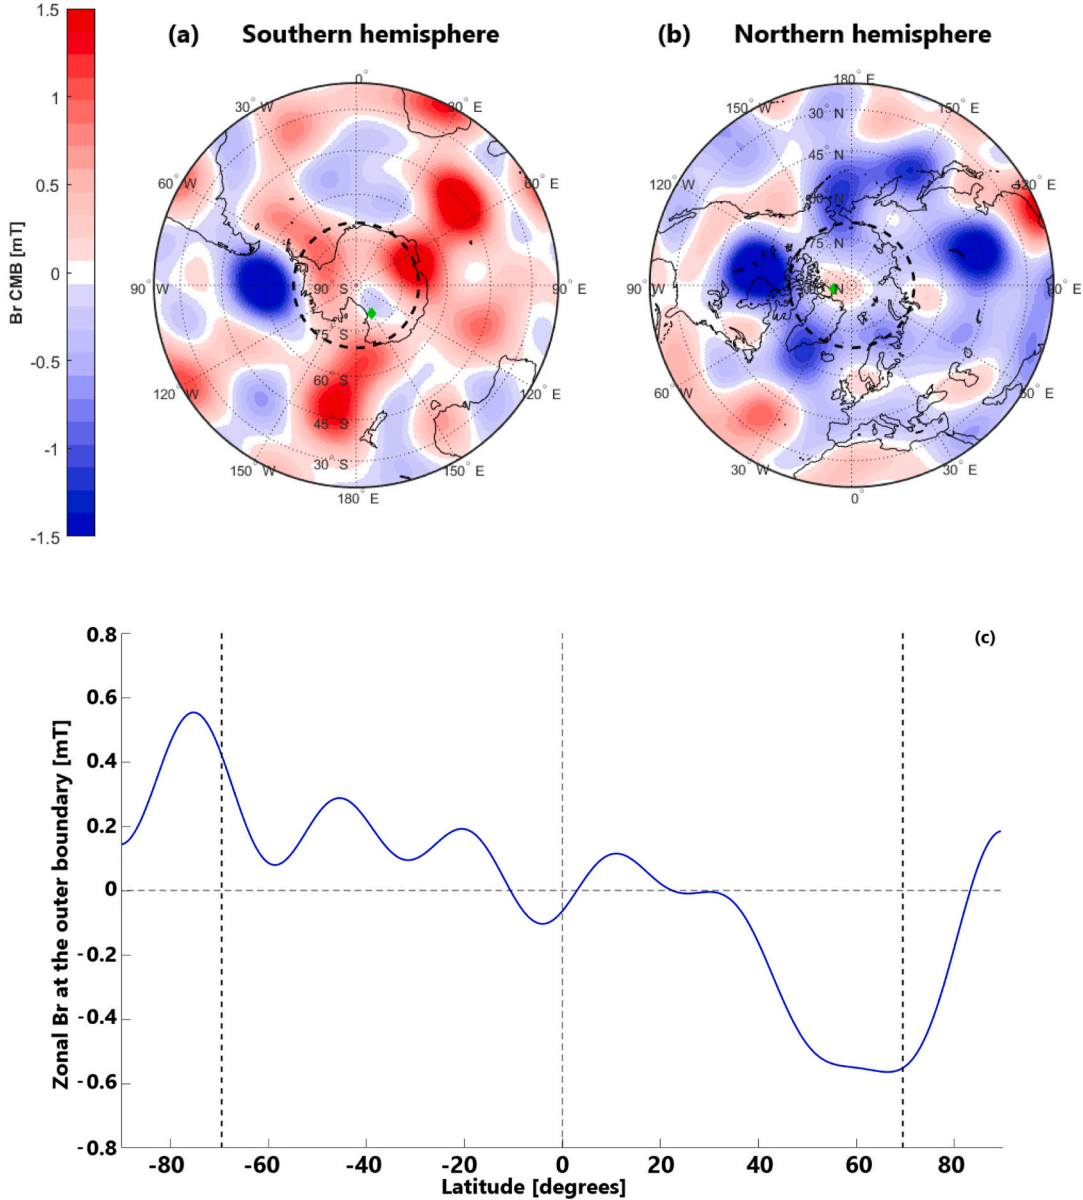 (a) Southern hemisphere
(b) Northern hemisphere
1.5
1
0.5
0
-0.5
-1
-1.5
Br CMB [mT]
0°
30° W
30° E
60° W
60° E
90° W
90° E
120° W
120° E
150° W
150° E
180° E
90 S
75° S
60° S
45° S
30° S
180° E
150° W
150° E
120° W
120° E
90° W
90° E
60° W
60° E
30° W
30° E
0
30° N
45° N
60° N
75° N
90 N
(c)
Zonal Br at the outer boundary [mT]
0.8
0.6
0.4
0.2
0
-0.2
-0.4
-0.6
-0.8
-80
-60
-40
-20
0
20
40
60
80
Latitude [degrees]